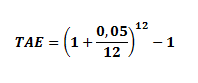 TAE = (1 + 0,05/12)^12 − 1